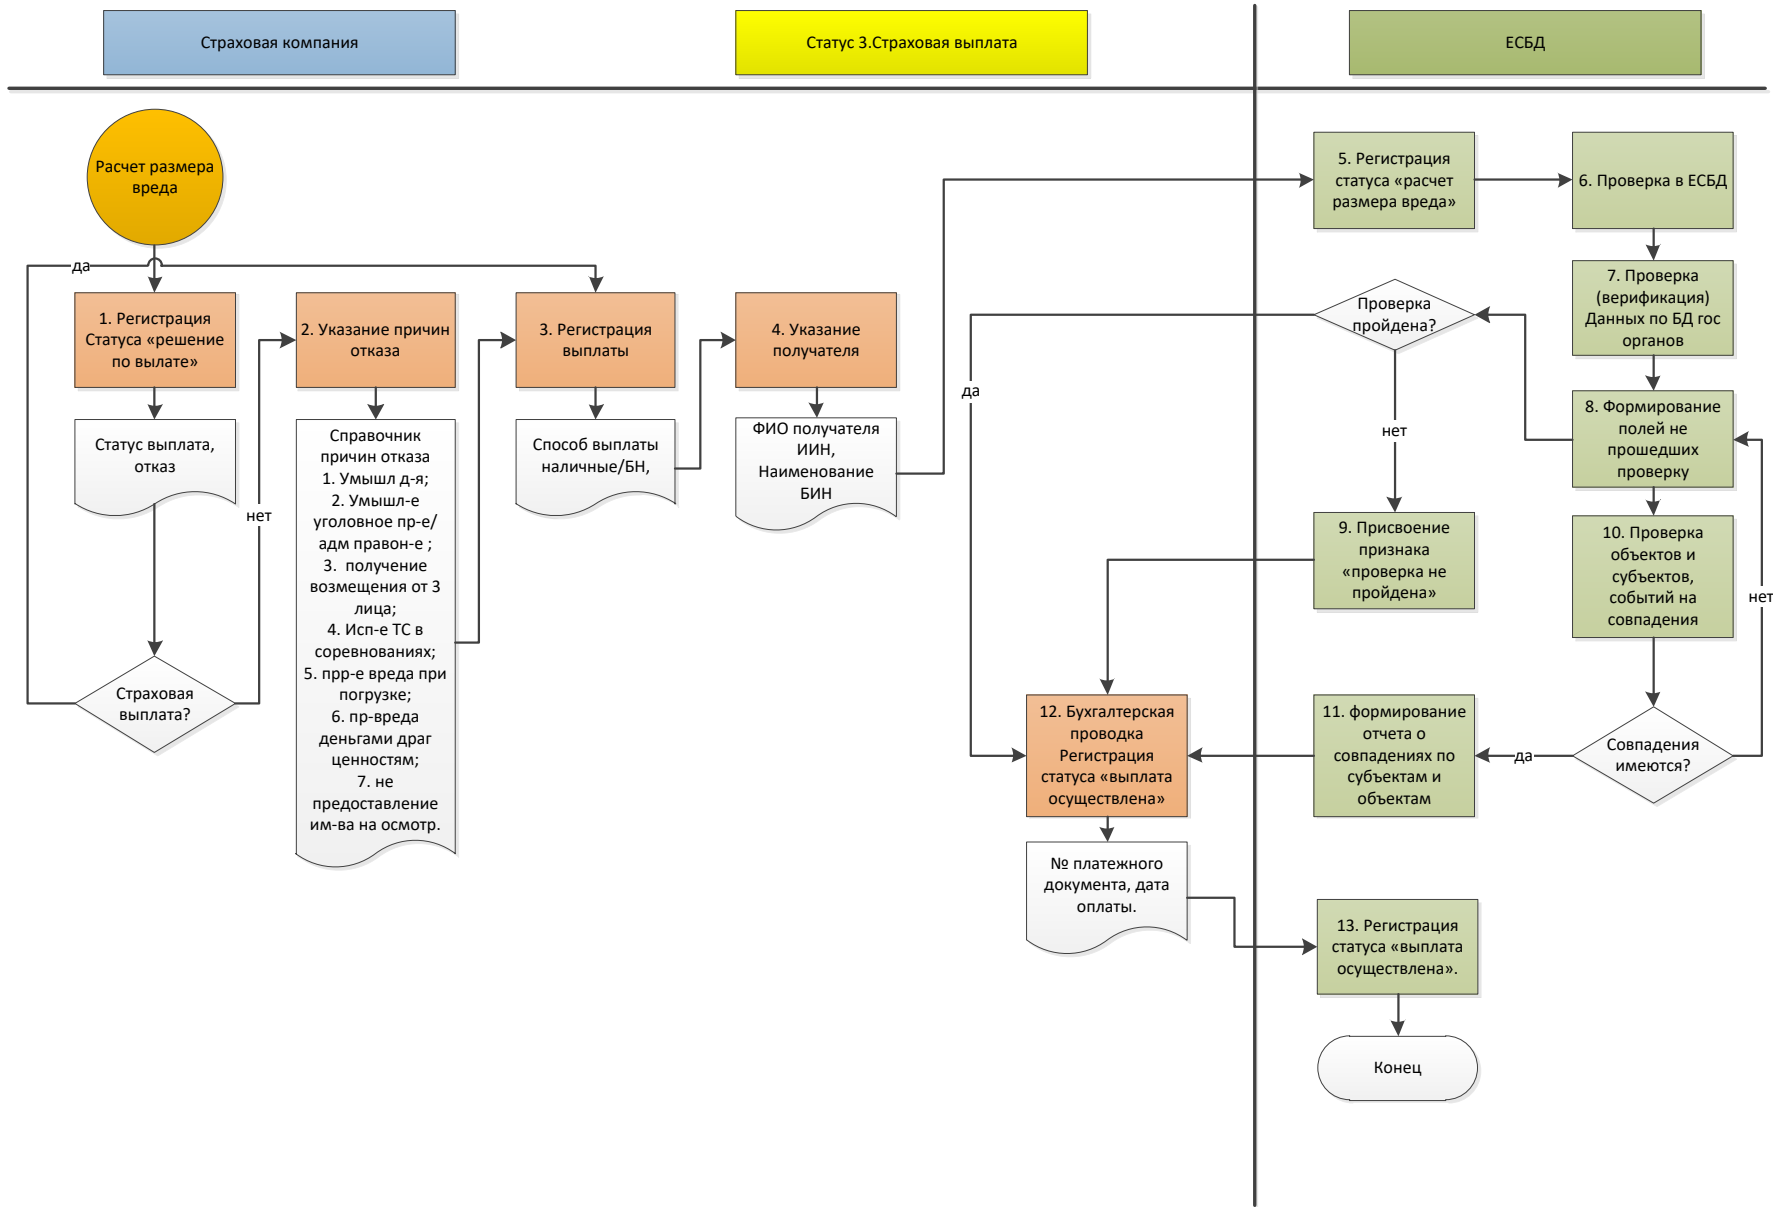 Страховая компания
Статус 3.Страховая выплата
ЕСБД
Расчет размера
вреда
да
1. Регистрация
Статуса «решение
по вылате»
Статус выплата,
отказ
Страховая
выплата?
нет
2. Указание причин
отказа
Справочник
причин отказа
1. Умышл д-я;
2. Умышл-е
уголовное пр-е/
адм правон-е ;
3. получение
возмещения от 3
лица;
4. Исп-е ТС в
соревнованиях;
5. прр-е вреда при
погрузке;
6. пр-вреда
деньгами драг
ценностям;
7. не
предоставление
им-ва на осмотр.
3. Регистрация
выплаты
Способ выплаты
наличные/БН,
4. Указание
получателя
ФИО получателя
ИИН,
Наименование
БИН
5. Регистрация
статуса «расчет
размера вреда»
6. Проверка в ЕСБД
7. Проверка
(верификация)
Данных по БД гос
органов
8. Формирование
полей не
прошедших
проверку
Проверка
пройдена?
да
нет
9. Присвоение
признака
«проверка не
пройдена»
10. Проверка
объектов и
субъектов,
событий на
совпадения
нет
Совпадения
имеются?
да
11. формирование
отчета о
совпадениях по
субъектам и
объектам
12. Бухгалтерская
проводка
Регистрация
статуса «выплата
осуществлена»
№ платежного
документа, дата
оплаты.
13. Регистрация
статуса «выплата
осуществлена».
Конец